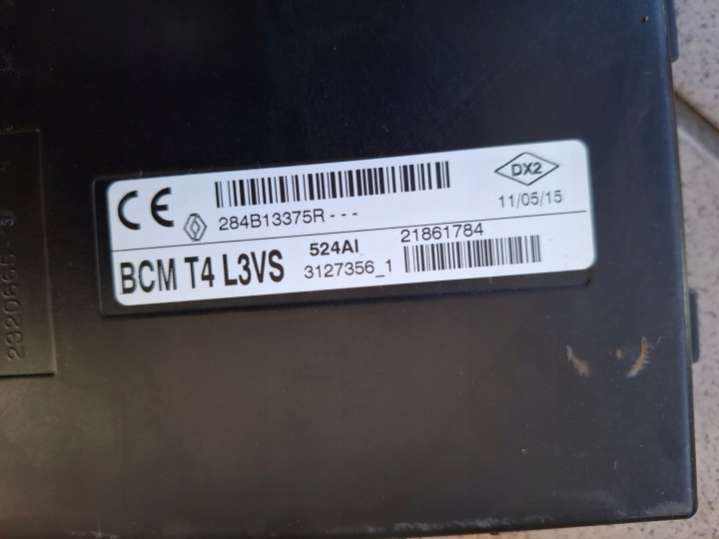 CE
284B13375R---
DX2
11/05/15
BCM T4 L3VS
524AI
3127356_1
21861784